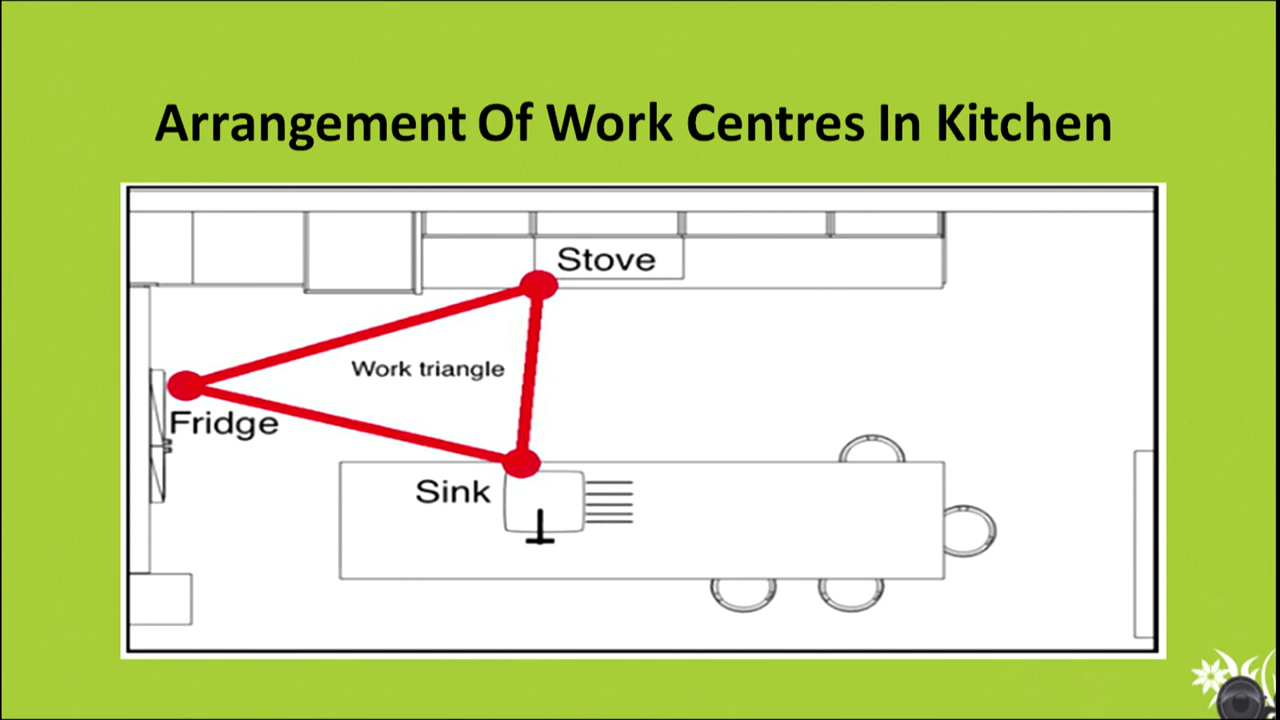 Arrangement Of Work Centres In Kitchen
Stove
Work triangle
Fridge
Sink